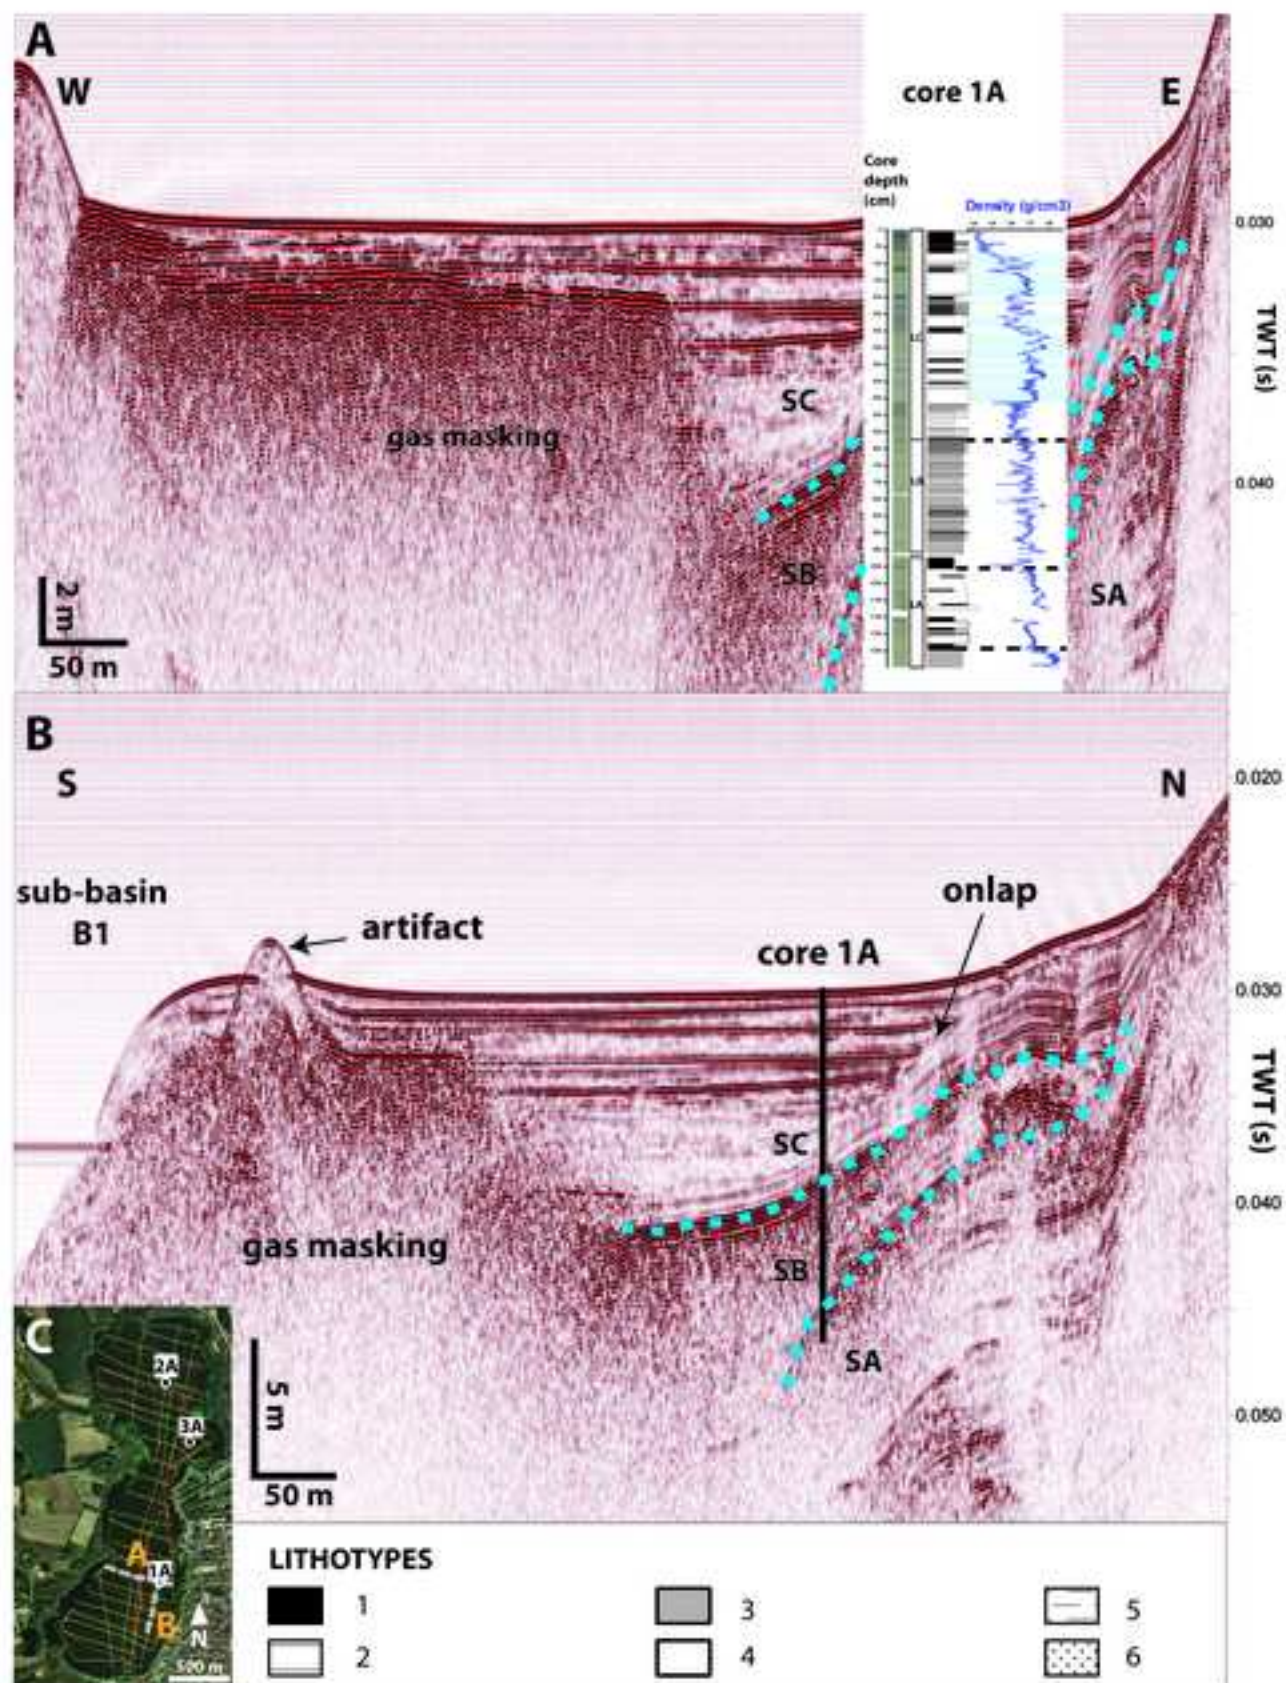 A
W
core 1A
E
Core
depth
(cm)
Density (g/cm3)
0.030
TWT (s)
SC
gas masking
0.040
SB
SA
2 m
50 m
B
S
N
0.020
sub-basin
B1
artifact
onlap
core 1A
0.030
TWT (s)
SC
0.040
gas masking
SB
SA
5 m
50 m
0.050
C
2A
3A
A
1A
B
N
500 m
LITHOTYPES
1
3
5
2
4
6